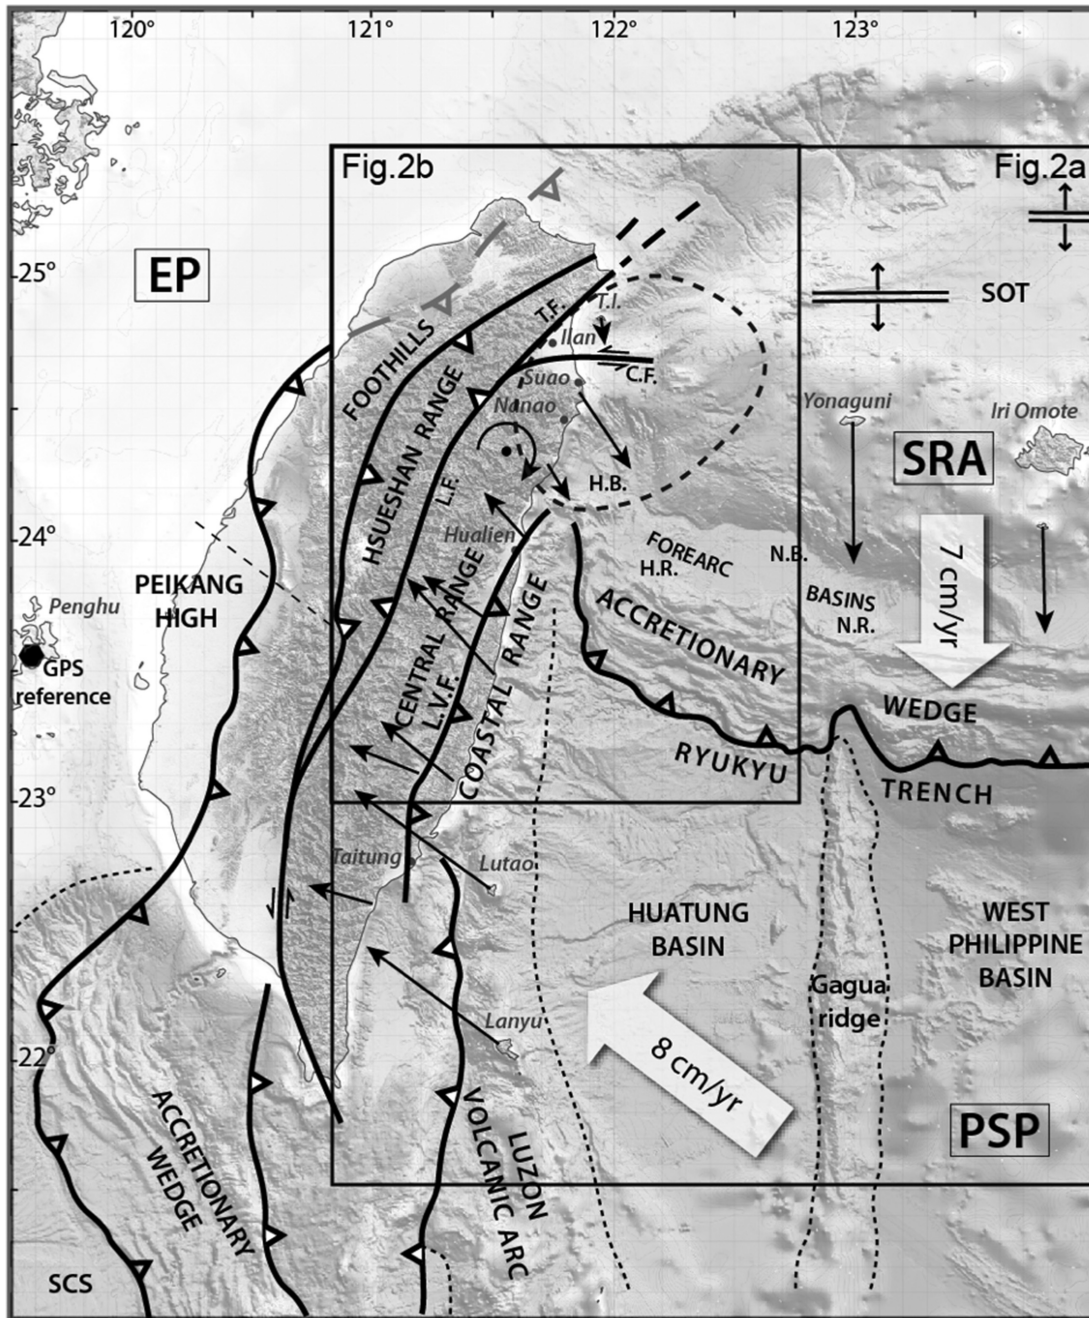 120°
121°
122°
123°
Fig.2b
Fig.2a
25°
EP
SOT
T.I.
T.F.
Ilan
FOOTHILLS
C.F.
Suao
HSUESHAN RANGE
Nanao
Yonaguni
Iri Omote
SRA
L.F.
H.B.
24°
Hualien
FOREARC
N.B.
H.R.
7 cm/yr
PEIKANG
HIGH
BASINS
N.R.
Penghu
ACCRETIONARY
CENTRAL RANGE
COASTAL RANGE
GPS
reference
L.V.F.
WEDGE
RYUKYU
TRENCH
23°
Taitung
Lutao
HUATUNG
BASIN
WEST
PHILIPPINE
BASIN
Gagua
ridge
Lanyu
22°
8 cm/yr
ACCRETIONARY
WEDGE
LUZON
VOLCANIC ARC
PSP
SCS